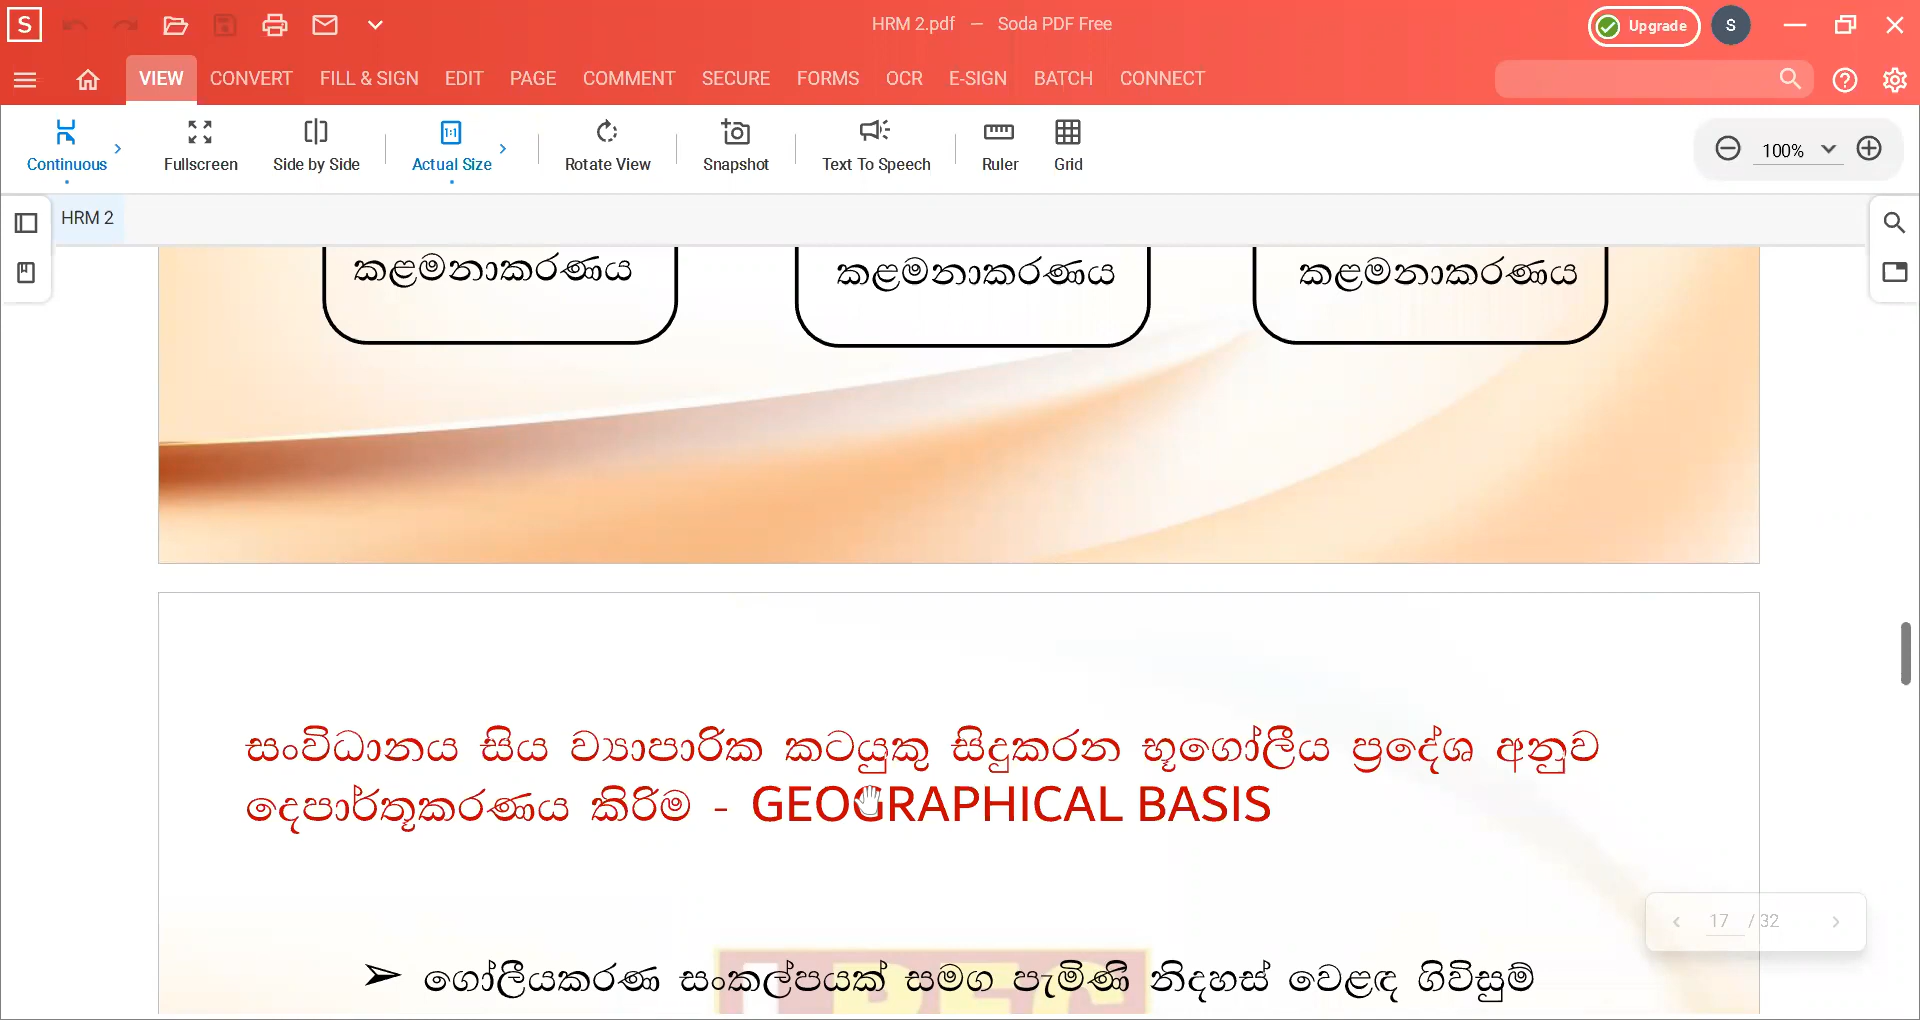 S
HRM 2.pdf — Soda PDF Free
Upgrade
S
VIEW CONVERT FILL & SIGN EDIT PAGE COMMENT SECURE FORMS OCR E-SIGN BATCH CONNECT
Continuous Fullscreen Side by Side Actual Size Rotate View Snapshot Text To Speech Ruler Grid
100%
HRM 2
කළමනාකරණය කළමනාකරණය කළමනාකරණය
සංවිධානය සිය ව්‍යාපාරික කටයුකු සිදුකරන භූගෝලීය ප්‍රදේශ අනුව
දෙපාර්තූකරණය කිරිම - GEOGRAPHICAL BASIS
17 / 32
➢ ගෝලීයකරණ සංකල්පයක් සමග පැමිණි නිදහස් වෙළඳ ගිවිසුම්